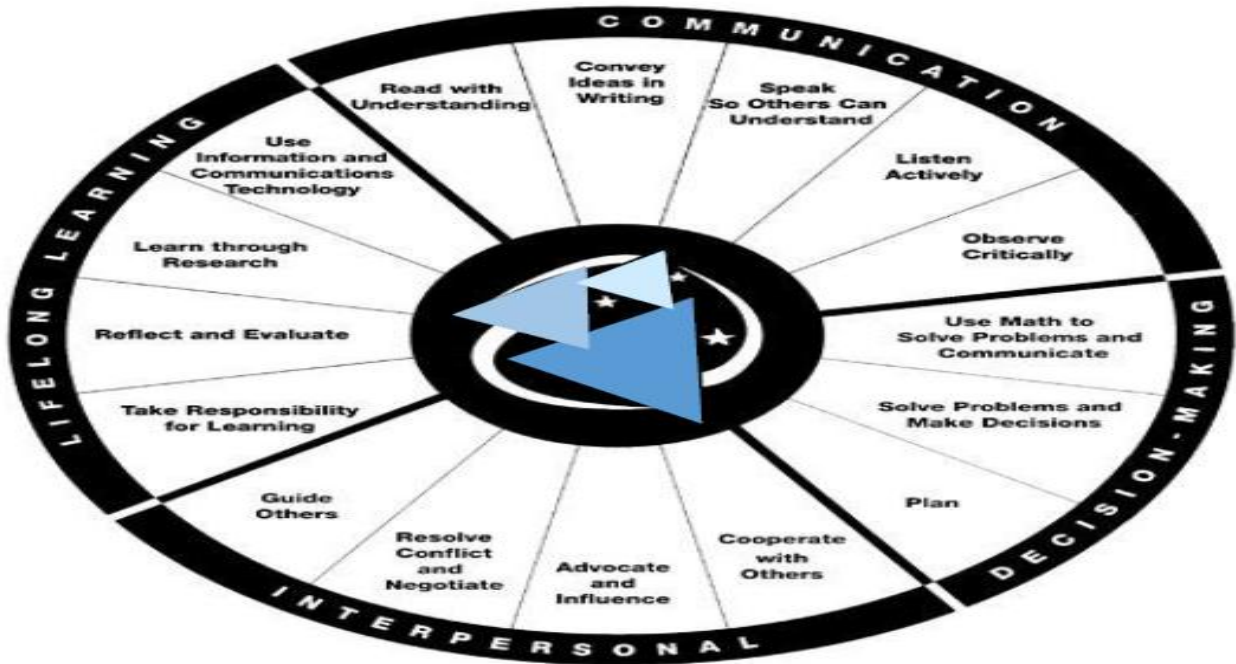 COMMUNICATION
Read with
Understanding
Convey
Ideas in
Writing
Speak
So Others Can
Understand
Listen
Actively
Observe
Critically
DECISION-MAKING
Use Math to
Solve Problems and
Communicate
Solve Problems and
Make Decisions
Plan
INTERPERSONAL
Cooperate
with
Others
Advocate
and
Influence
Resolve
Conflict
and
Negotiate
Guide
Others
LIFELONG LEARNING
Take Responsibility
for Learning
Reflect and Evaluate
Learn through
Research
Use
Information and
Communications
Technology